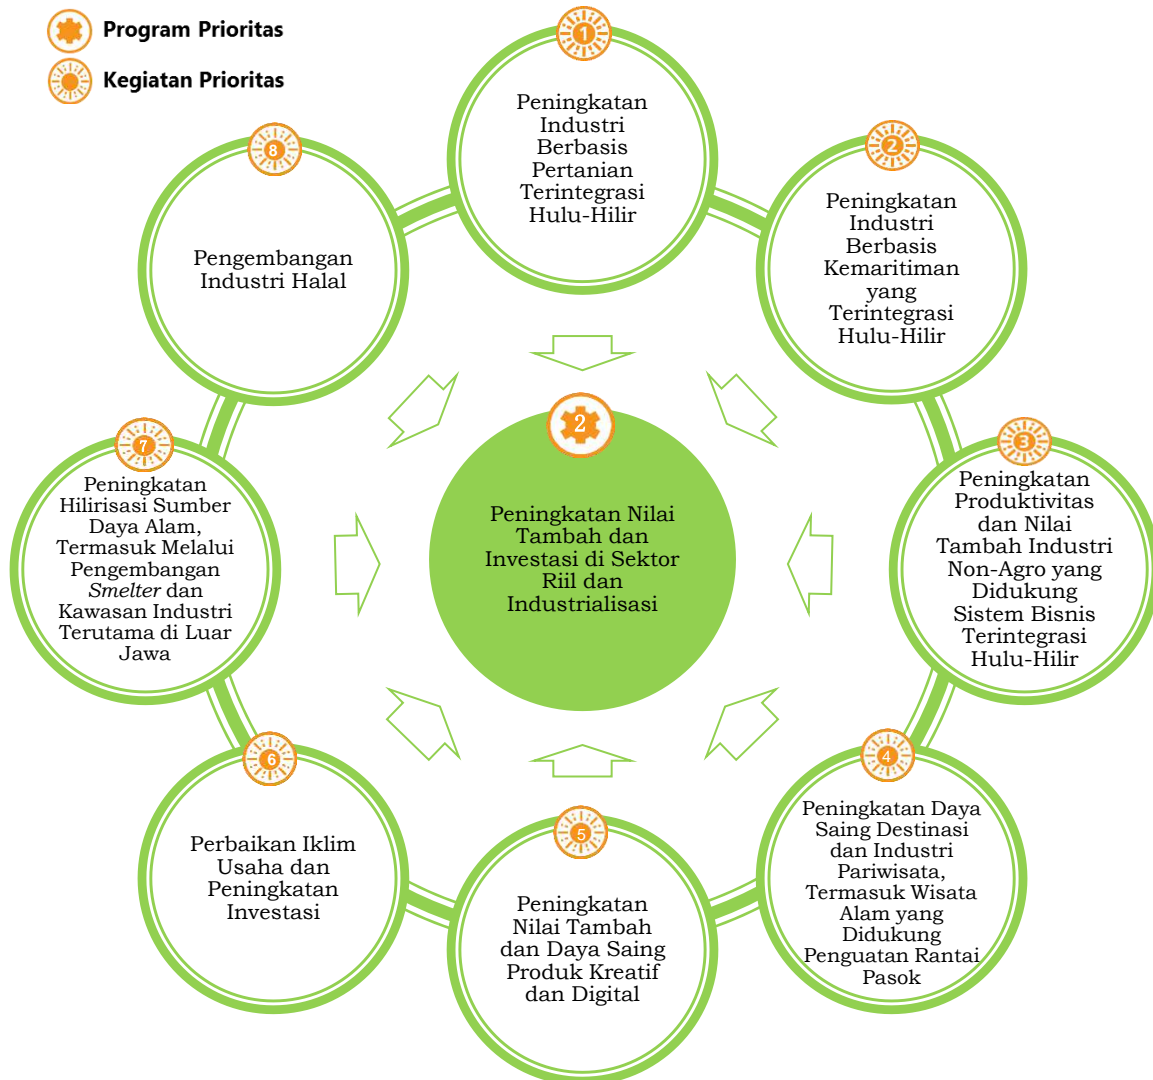 Program Prioritas
Kegiatan Prioritas
1
Peningkatan
Industri
Berbasis
Pertanian
Terintegrasi
Hulu-Hilir
2
Peningkatan
Industri
Berbasis
Kemaritiman
yang
Terintegrasi
Hulu-Hilir
3
Peningkatan
Produktivitas
dan Nilai
Tambah Industri
Non-Agro yang
Didukung
Sistem Bisnis
Terintegrasi
Hulu-Hilir
4
Peningkatan Daya
Saing Destinasi
dan Industri
Pariwisata,
Termasuk Wisata
Alam yang
Didukung
Penguatan Rantai
Pasok
5
Peningkatan
Nilai Tambah
dan Daya Saing
Produk Kreatif
dan Digital
6
Perbaikan Iklim
Usaha dan
Peningkatan
Investasi
7
Peningkatan
Hilirisasi Sumber
Daya Alam,
Termasuk Melalui
Pengembangan
Smelter dan
Kawasan Industri
Terutama di Luar
Jawa
8
Pengembangan
Industri Halal
2
Peningkatan Nilai
Tambah dan
Investasi di Sektor
Riil dan
Industrialisasi